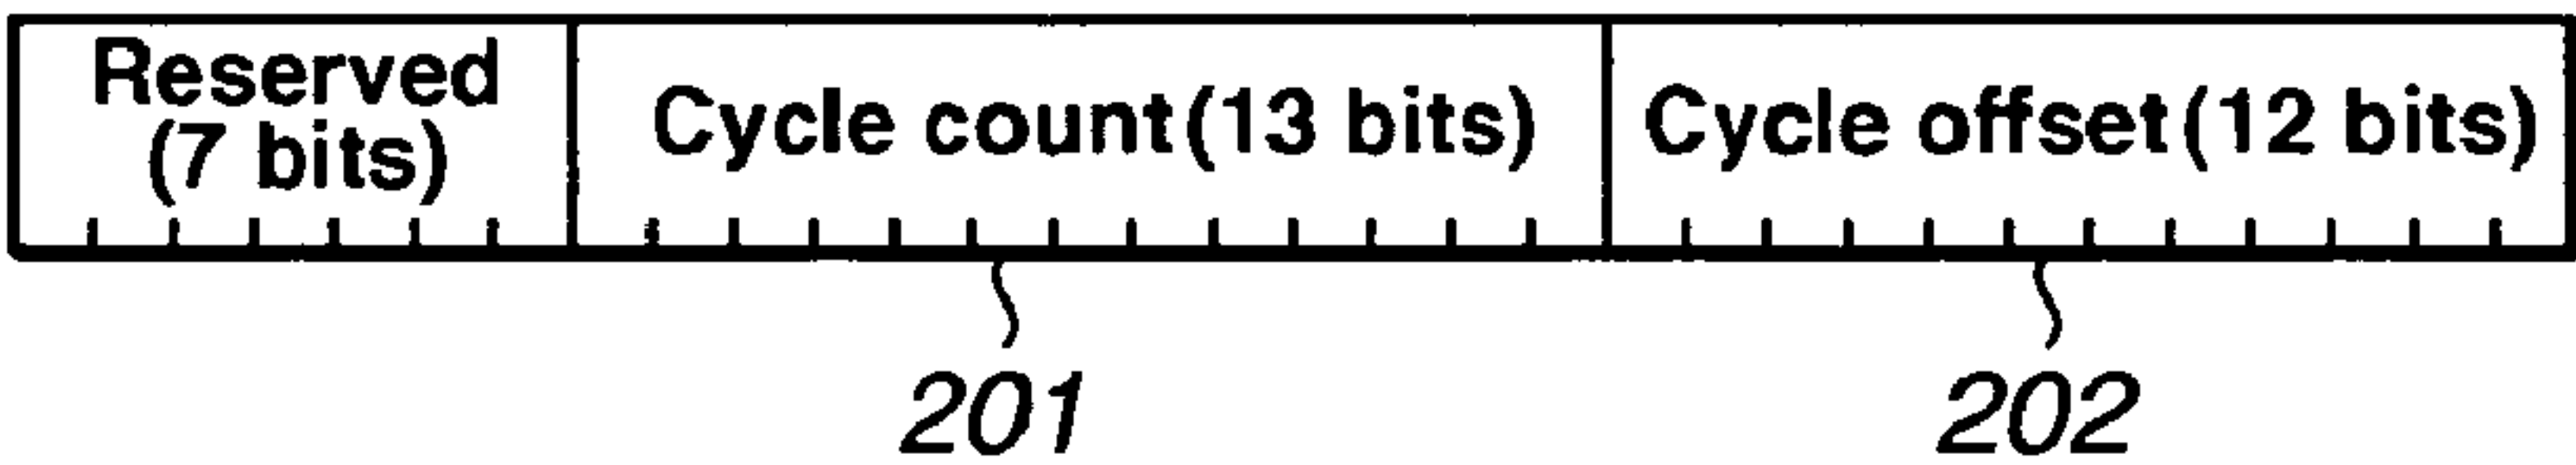 Reserved
(7 bits)
Cycle count(13 bits)
Cycle offset(12 bits)
201
202